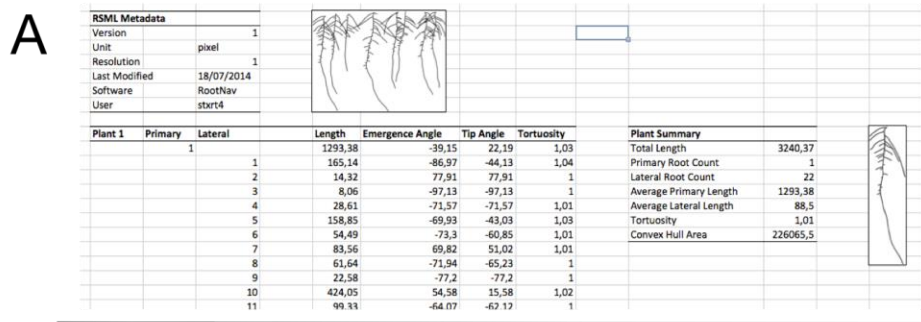 A
RSML Metadata
Version 1
Unit pixel
Resolution 1
Last Modified 18/07/2014
Software RootNav
User stxrt4
Plant 1 Primary Lateral Length Emergence Angle Tip Angle Tortuosity Plant Summary
1 1293,38 -39,15 22,19 1,03 Total Length 3240,37
1 165,14 -86,97 -44,13 1,04 Primary Root Count 1
2 14,32 77,91 77,91 1 Lateral Root Count 22
3 8,06 -97,13 -97,13 1 Average Primary Length 1293,38
4 28,61 -71,57 -71,57 1,01 Average Lateral Length 88,5
5 158,85 -69,93 -43,03 1,03 Tortuosity 1,01
6 54,49 -73,3 -60,85 1,01 Convex Hull Area 226065,5
7 83,56 69,82 51,02 1,01
8 61,64 -71,94 -65,23 1
9 22,58 -77,2 -77,2 1
10 424,05 54,58 15,58 1,02
11 99,33 -64,07 -62,12 1